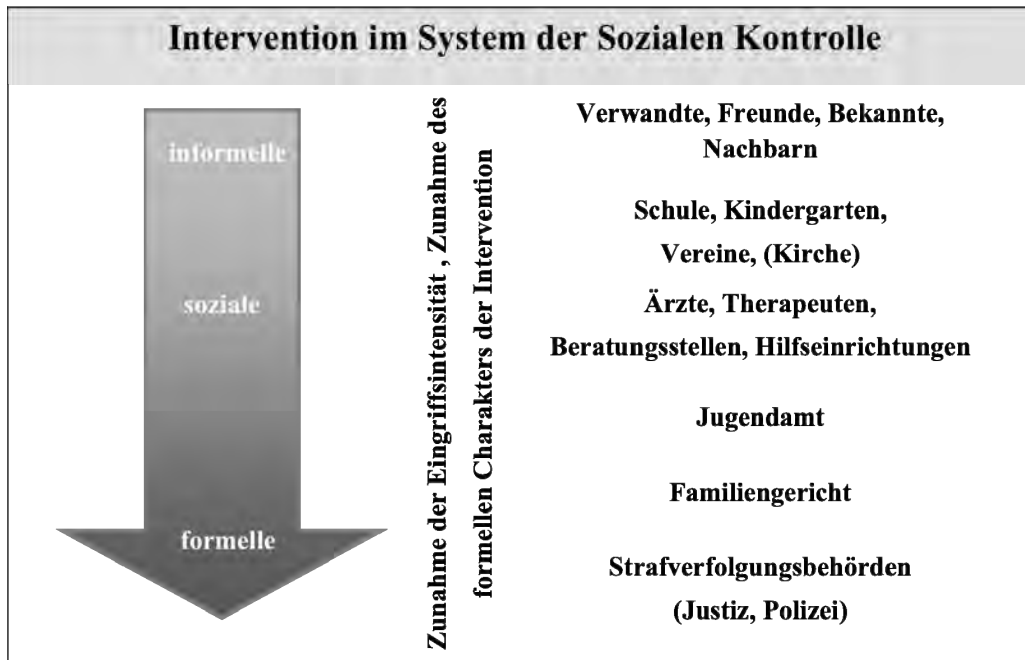 Intervention im System der Sozialen Kontrolle
informelle
soziale
formelle
Zunahme der Eingriffsintensität , Zunahme des
formellen Charakters der Intervention
Verwandte, Freunde, Bekannte,
Nachbarn
Schule, Kindergarten,
Vereine, (Kirche)
Ärzte, Therapeuten,
Beratungsstellen, Hilfseinrichtungen
Jugendamt
Familiengericht
Strafverfolgungsbehörden
(Justiz, Polizei)